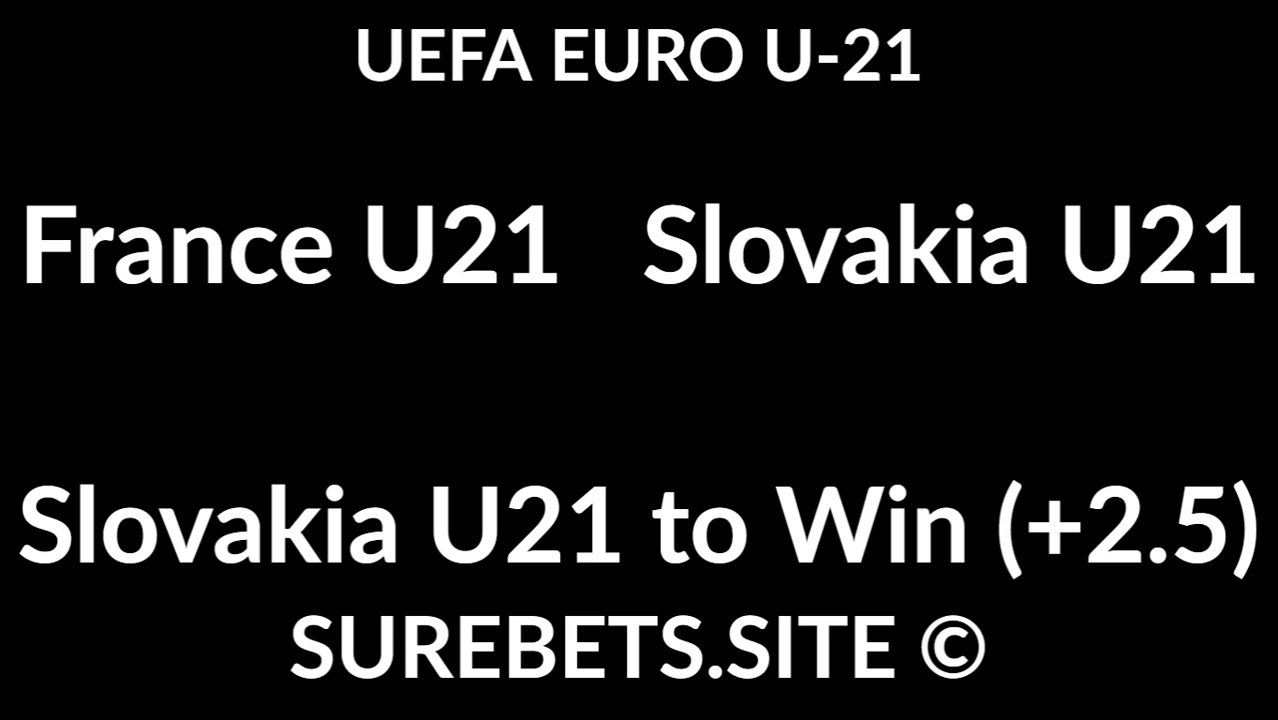 UEFA EURO U-21
France U21 Slovakia U21
Slovakia U21 to Win (+2.5)
SUREBETS.SITE ©